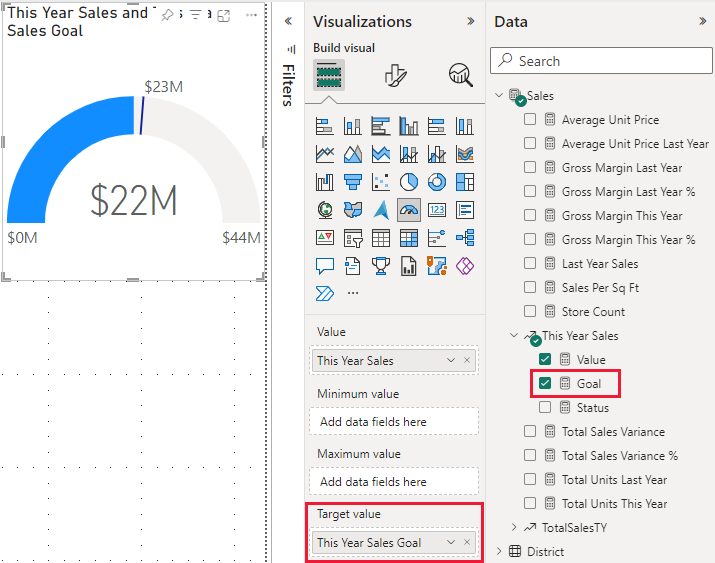 This Year Sales and T
Sales Goal
$23M
$22M
$0M
$44M
Filters
Visualizations
Build visual
123
Value
This Year Sales
Minimum value
Add data fields here
Maximum value
Add data fields here
Target value
This Year Sales Goal
Data
Search
Sales
Average Unit Price
Average Unit Price Last Year
Gross Margin Last Year
Gross Margin Last Year %
Gross Margin This Year
Gross Margin This Year %
Last Year Sales
Sales Per Sq Ft
Store Count
This Year Sales
Value
Goal
Status
Total Sales Variance
Total Sales Variance %
Total Units Last Year
Total Units This Year
TotalSalesTY
District